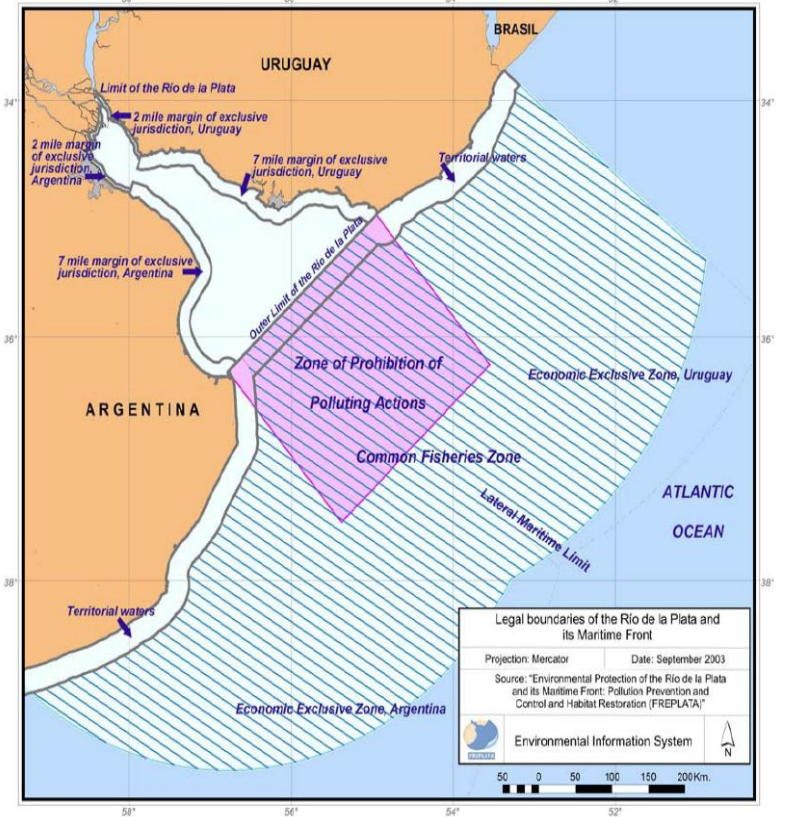 BRASIL
URUGUAY
Limit of the Río de la Plata
34°
34°
2 mile margin of exclusive
jurisdiction, Uruguay
2 mile margin
of exclusive
jurisdiction,
Argentina
7 mile margin of exclusive
jurisdiction, Uruguay
Territorial waters
7 mile margin of exclusive
jurisdiction, Argentina
Outer Limit of the Río de la Plata
36°
36°
Zone of Prohibition of
Polluting Actions
Economic Exclusive Zone, Uruguay
ARGENTINA
Common Fisheries Zone
Lateral Maritime Limit
ATLANTIC
OCEAN
38°
38°
Territorial waters
Economic Exclusive Zone, Argentina
Legal boundaries of the Río de la Plata and
its Maritime Front
Projection: Mercator
Date: September 2003
Source: "Environmental Protection of the Río de la Plata
and its Maritime Front: Pollution Prevention and
Control and Habitat Restoration (FREPLATA)"
FREPLATA
Environmental Information System
N
50 0 50 100 150 200 Km.
58° 56° 54° 52°